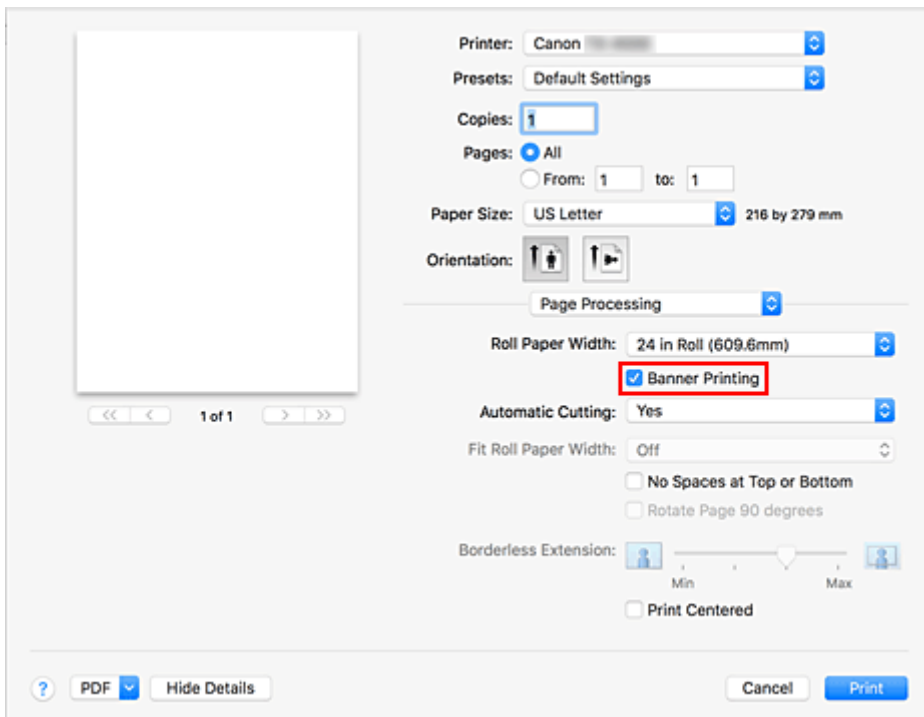 Printer: Canon
Presets: Default Settings
Copies: 1
Pages: All
From: 1 to: 1
Paper Size: US Letter 216 by 279 mm
Orientation:
Page Processing
Roll Paper Width: 24 in Roll (609.6mm)
Banner Printing
<< < 1 of 1 > >>
Automatic Cutting: Yes
Fit Roll Paper Width: Off
No Spaces at Top or Bottom
Rotate Page 90 degrees
Borderless Extension:
Min Max
Print Centered
? PDF Hide Details Cancel Print